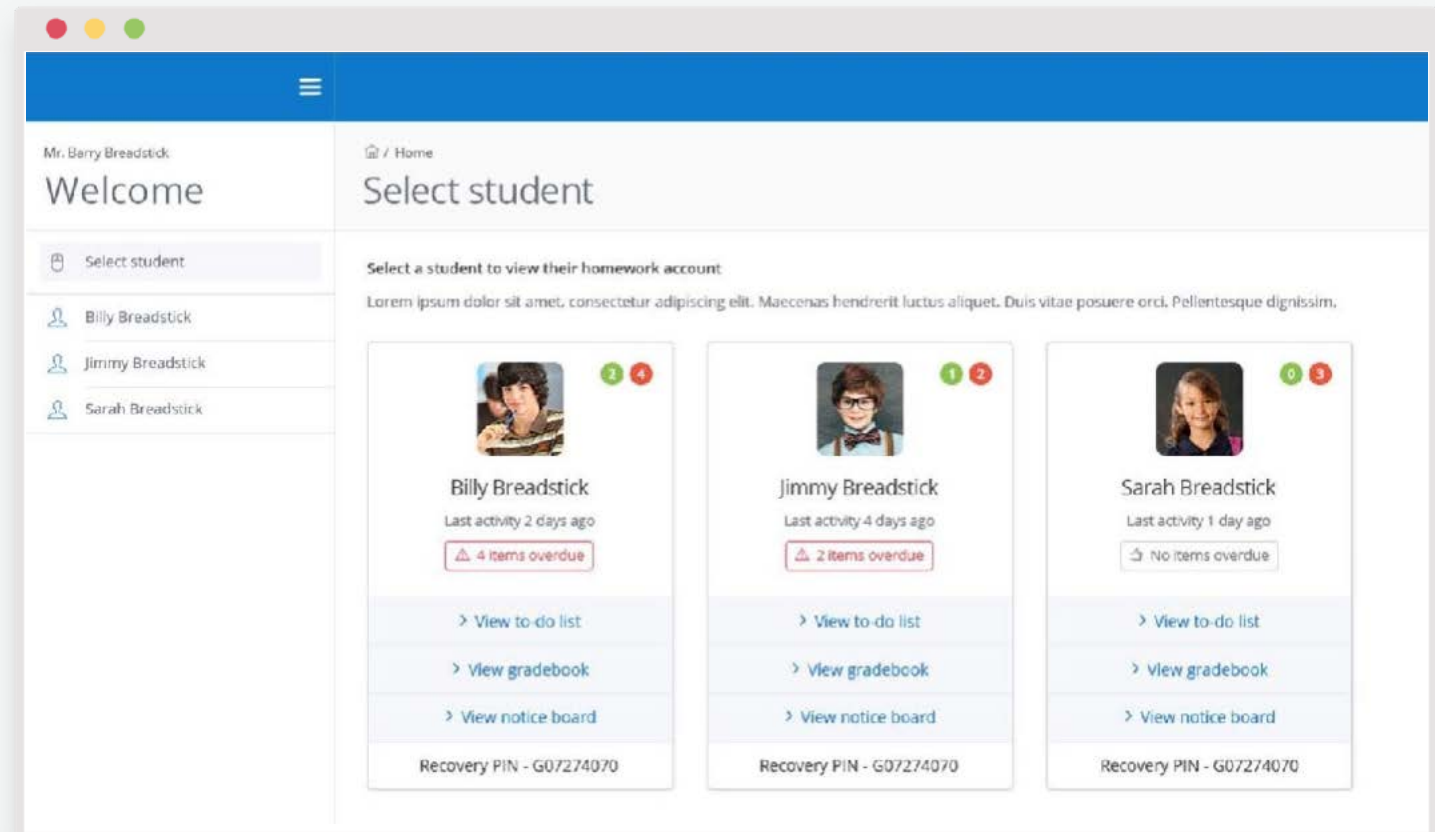 Mr. Barry Breadstick
Welcome
/ Home
Select student
Select student
Billy Breadstick
Jimmy Breadstick
Sarah Breadstick
Select a student to view their homework account
Lorem ipsum dolor sit amet, consectetur adipiscing elit. Maecenas hendrerit luctus aliquet. Duis vitae posuere orci. Pellentesque dignissim.
2 4
Billy Breadstick
Last activity 2 days ago
4 items overdue
View to-do list
View gradebook
View notice board
Recovery PIN - G07274070
1 2
Jimmy Breadstick
Last activity 4 days ago
2 items overdue
View to-do list
View gradebook
View notice board
Recovery PIN - G07274070
0 3
Sarah Breadstick
Last activity 1 day ago
No items overdue
View to-do list
View gradebook
View notice board
Recovery PIN - G07274070